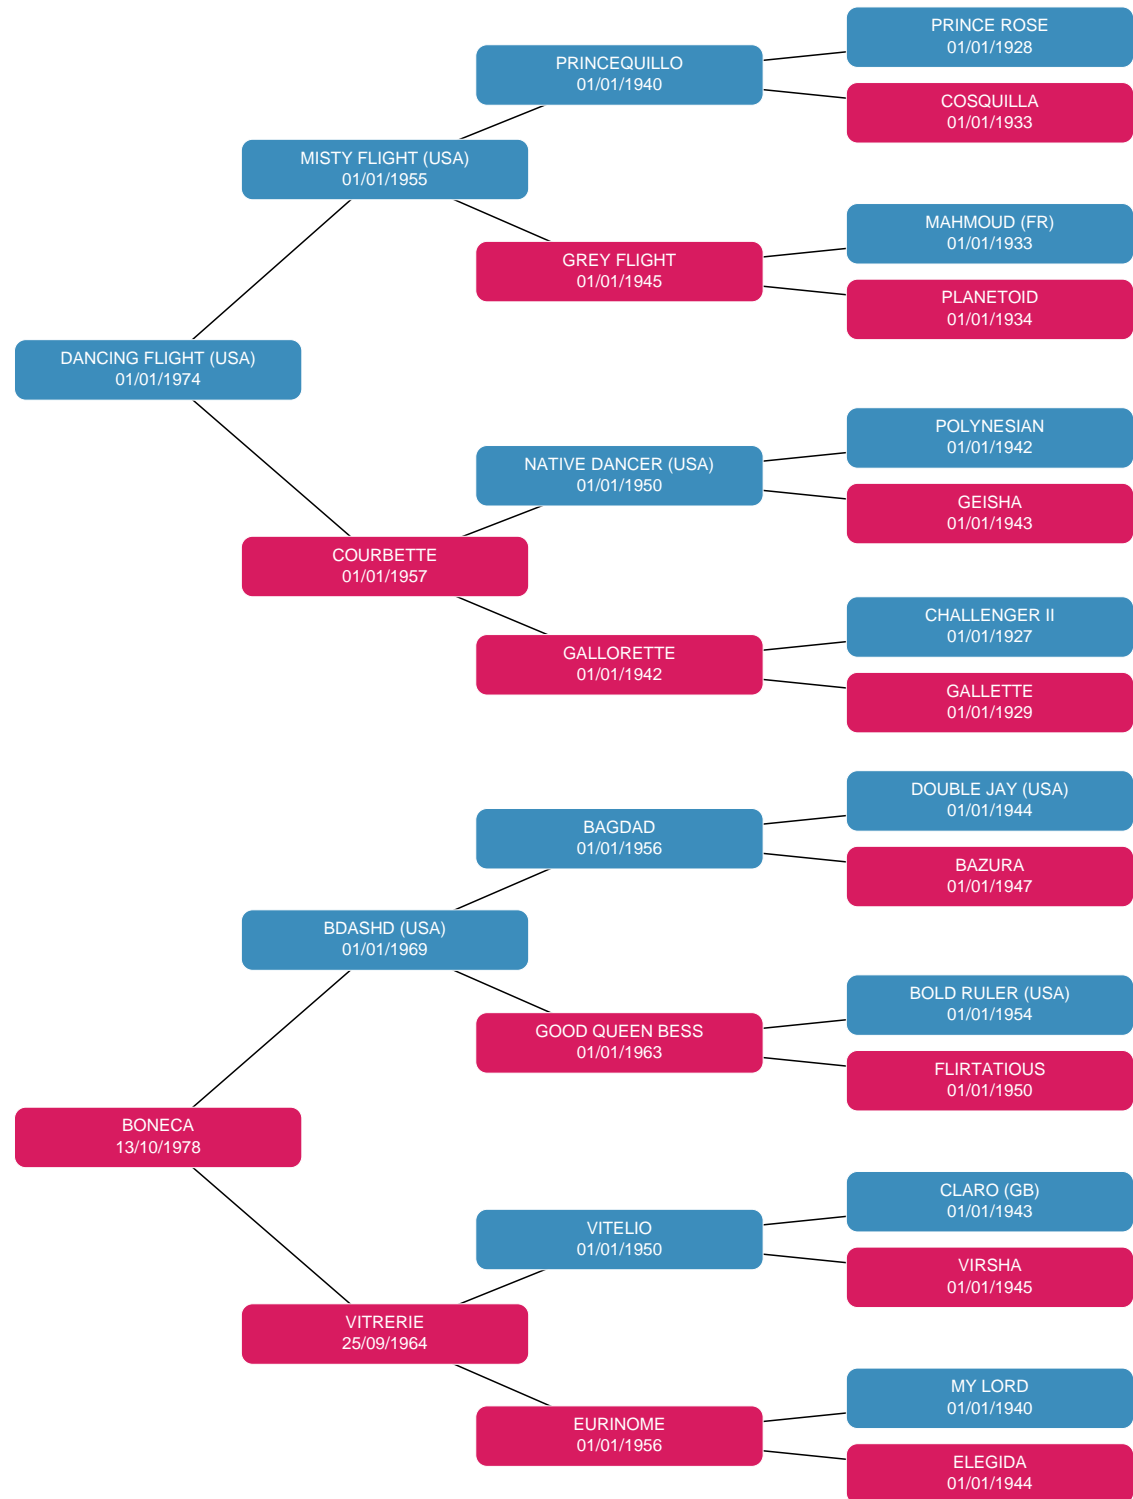 PRINCE ROSE
01/01/1928
PRINCEQUILLO
01/01/1940
COSQUILLA
01/01/1933
MISTY FLIGHT (USA)
01/01/1955
MAHMOUD (FR)
01/01/1933
GREY FLIGHT
01/01/1945
PLANETOID
01/01/1934
DANCING FLIGHT (USA)
01/01/1974
POLYNESIAN
01/01/1942
NATIVE DANCER (USA)
01/01/1950
GEISHA
01/01/1943
COURBETTE
01/01/1957
CHALLENGER II
01/01/1927
GALLORETTE
01/01/1942
GALLETTE
01/01/1929
DOUBLE JAY (USA)
01/01/1944
BAGDAD
01/01/1956
BAZURA
01/01/1947
BDASHD (USA)
01/01/1969
BOLD RULER (USA)
01/01/1954
GOOD QUEEN BESS
01/01/1963
FLIRTATIOUS
01/01/1950
BONECA
13/10/1978
CLARO (GB)
01/01/1943
VITELIO
01/01/1950
VIRSHA
01/01/1945
VITRERIE
25/09/1964
MY LORD
01/01/1940
EURINOME
01/01/1956
ELEGIDA
01/01/1944